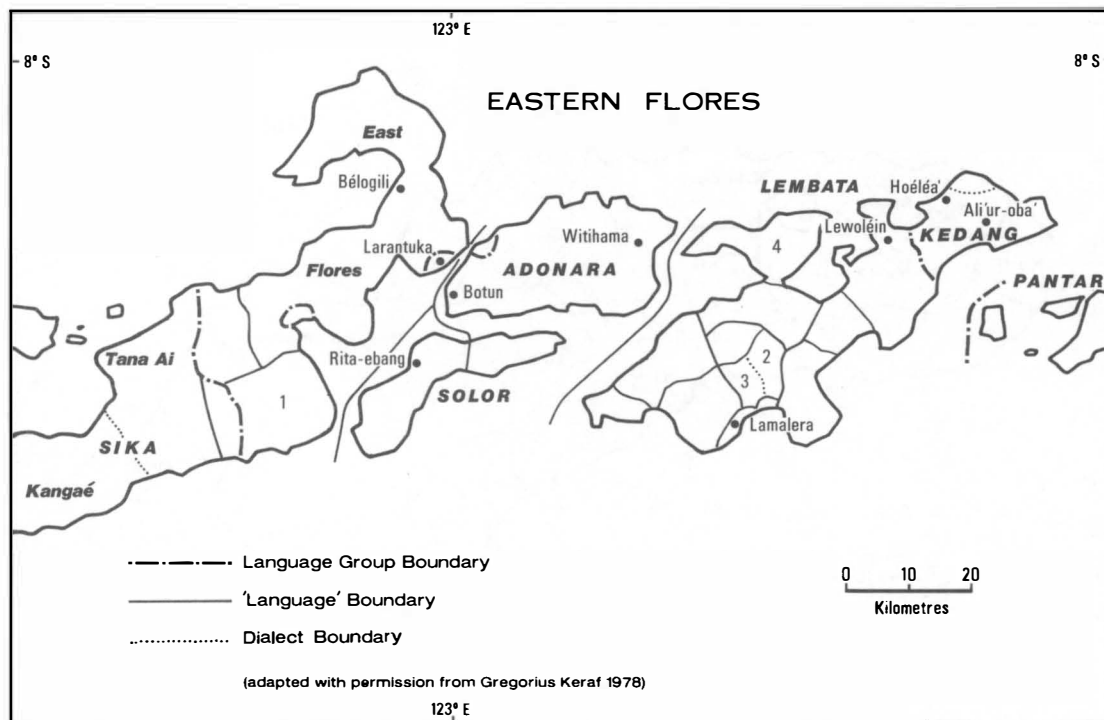 123° E
8° S
8° S
EASTERN FLORES
East
Bélogili
LEMBATA
Hoéléa'
Ali'ur-oba'
Lewoléin
KEDANG
Witihama
4
Larantuka
ADONARA
Flores
PANTAR
Botun
Tana Ai
Rita-ebang
2
3
1
SOLOR
Lamalera
SIKA
Kangaé
Language Group Boundary
'Language' Boundary
Dialect Boundary
0 10 20
Kilometres
(adapted with permission from Gregorius Keraf 1978)
123° E